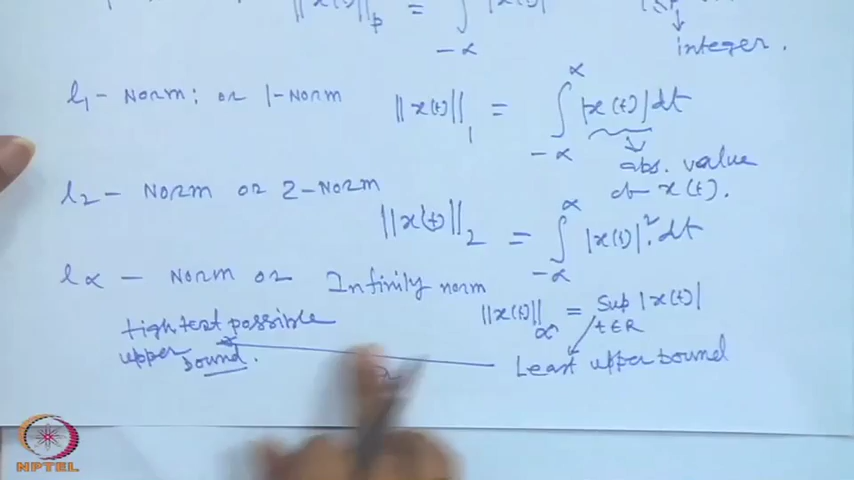 ||x(t)||p = ∫ |x(t)|
-∝
integer.
l1 - Norm: or 1-Norm ||x(t)||1 = ∫ |x(t)| dt
∝
-∝
abs. value
of x(t).
l2 - Norm or 2-Norm ||x(t)||2 = ∫ |x(t)|².dt
∝
-∝
l∝ - Norm or Infinity norm
||x(t)||∝ = Sup |x(t)|
t∈R
tightest possible
upper bound.
Least upper bound
NPTEL